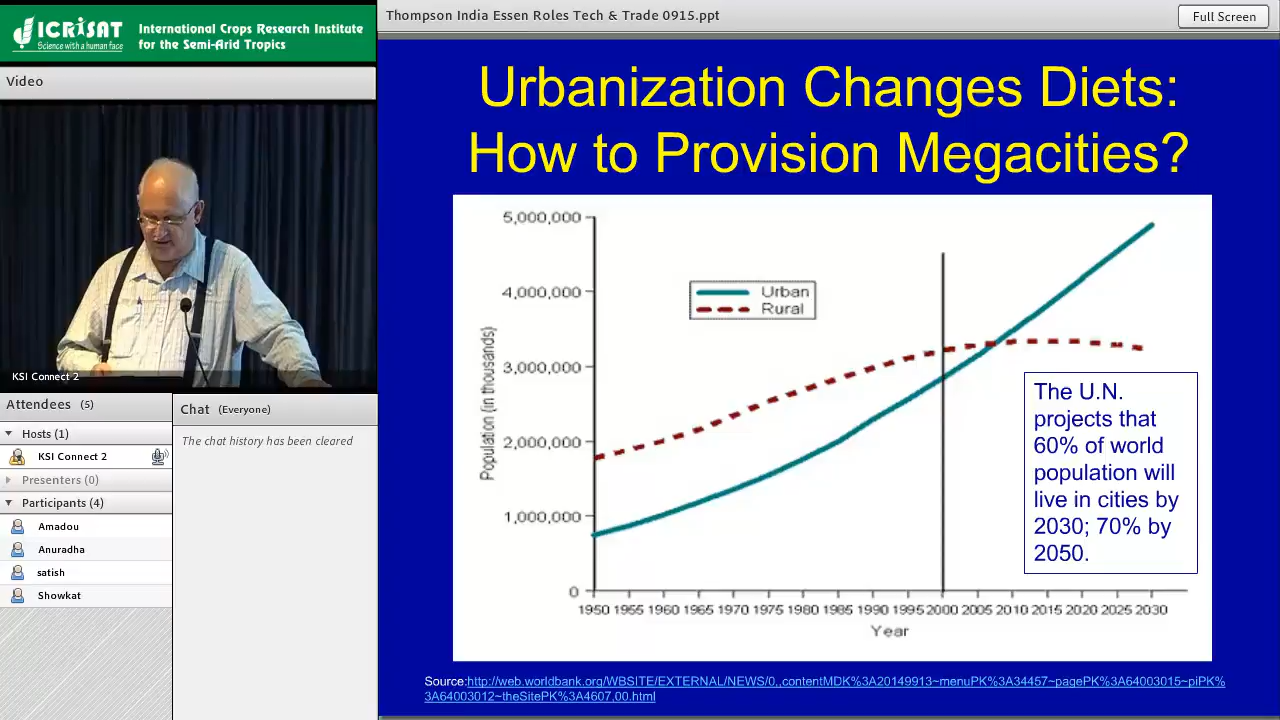 ICRISAT
Science with a human face
International Crops Research Institute
for the Semi-Arid Tropics
Thompson India Essen Roles Tech & Trade 0915.ppt
Full Screen
Video
KSI Connect 2
Attendees (5)
Hosts (1)
KSI Connect 2
Presenters (0)
Participants (4)
Amadou
Anuradha
satish
Showkat
Chat (Everyone)
The chat history has been cleared
Urbanization Changes Diets:
How to Provision Megacities?
5,000,000
4,000,000
3,000,000
2,000,000
1,000,000
0
Population (in thousands)
Urban
Rural
1950 1955 1960 1965 1970 1975 1980 1985 1990 1995 2000 2005 2010 2015 2020 2025 2030
Year
The U.N.
projects that
60% of world
population will
live in cities by
2030; 70% by
2050.
Source:http://web.worldbank.org/WBSITE/EXTERNAL/NEWS/0,,contentMDK%3A20149913~menuPK%3A34457~pagePK%3A64003015~piPK%
3A64003012~theSitePK%3A4607,00.html